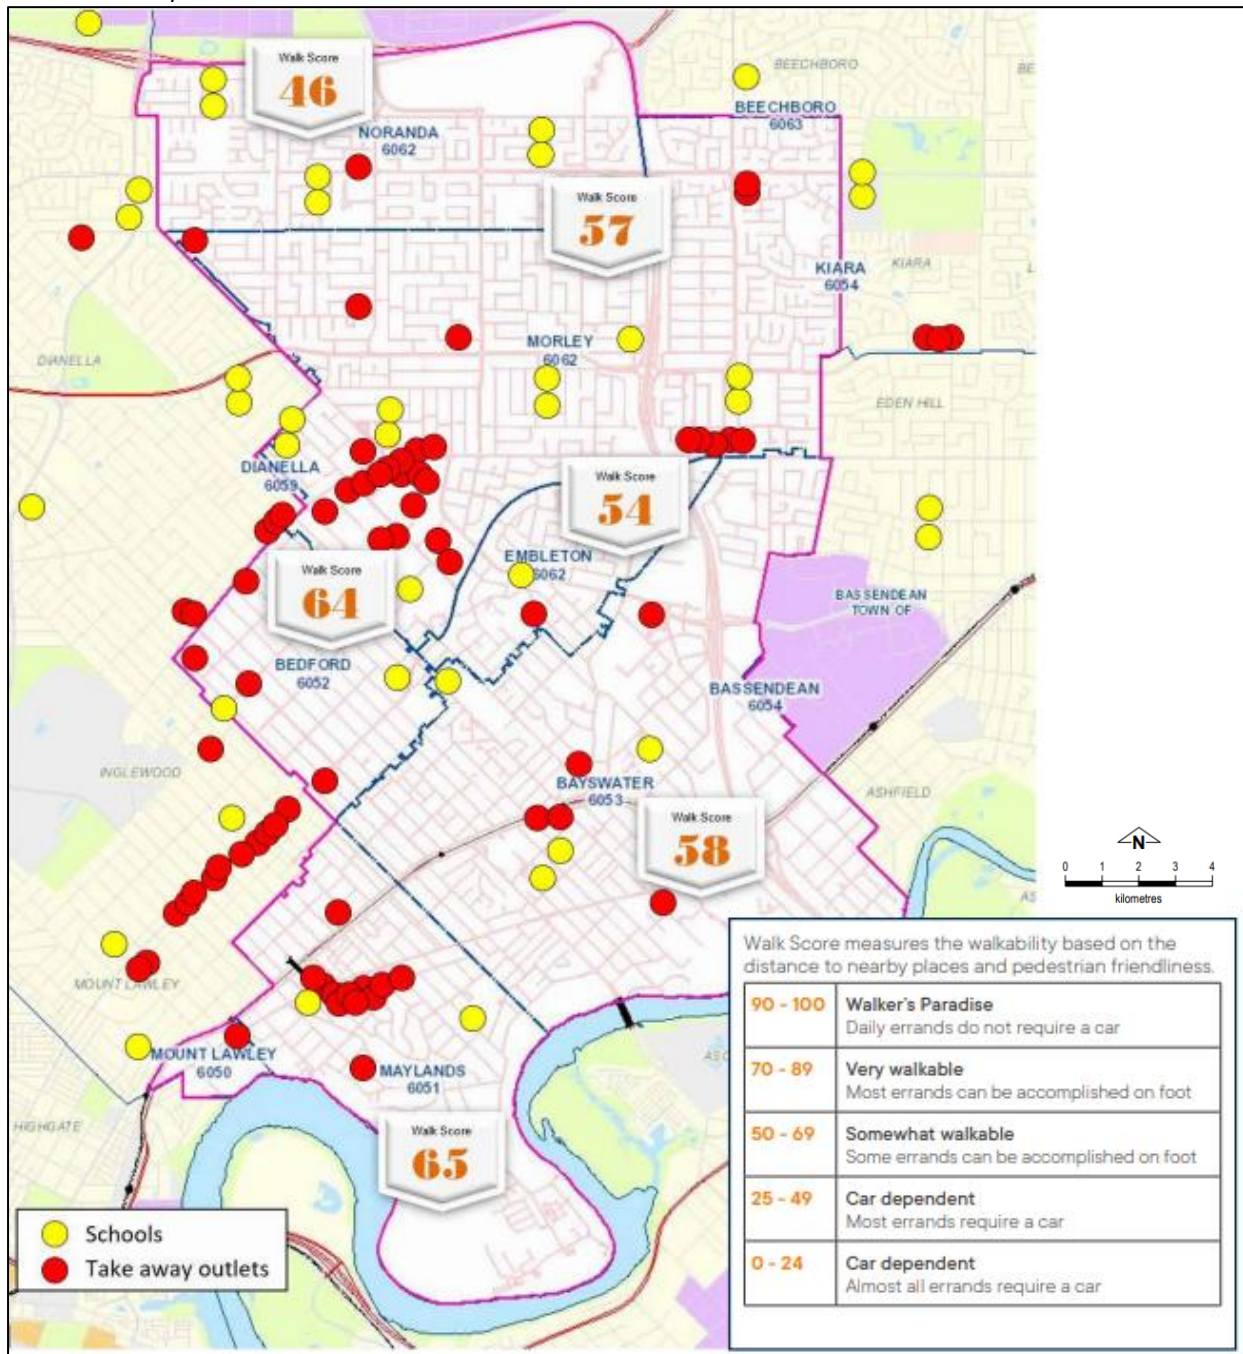 Walk Score
46
BEECHBORO
BE
BEECHBORO
6063
NORANDA
6062
Walk Score
57
KIARA
6054
KIARA
L
MORLEY
6062
DIANELLA
EDEN HILL
DIANELLA
6059
Walk Score
54
EMBLETON
6062
Walk Score
64
BASSENDEAN
TOWN OF
BEDFORD
6052
BASSENDEAN
6054
INGLEWOOD
BAYSWATER
6053
ASHFIELD
Walk Score
58
N
0 1 2 3 4
kilometres
AS
MOUNT LAWLEY
MOUNT LAWLEY
6050
MAYLANDS
6051
ASC
HIGHGATE
Walk Score
65
Schools
Take away outlets
Walk Score measures the walkability based on the
distance to nearby places and pedestrian friendliness.
90 - 100 Walker's Paradise
Daily errands do not require a car
70 - 89 Very walkable
Most errands can be accomplished on foot
50 - 69 Somewhat walkable
Some errands can be accomplished on foot
25 - 49 Car dependent
Most errands require a car
0 - 24 Car dependent
Almost all errands require a car